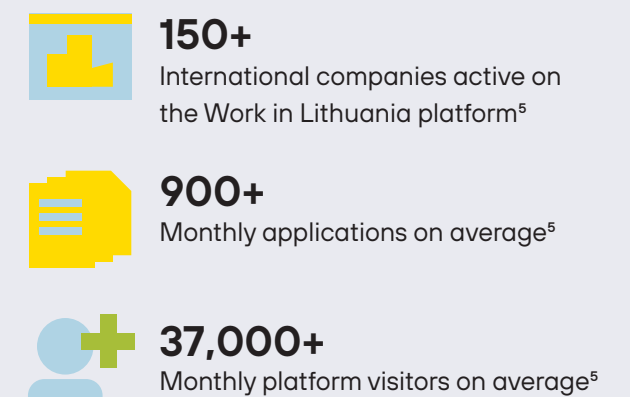 150+
International companies active on
the Work in Lithuania platform⁵
900+
Monthly applications on average⁵
37,000+
Monthly platform visitors on average⁵